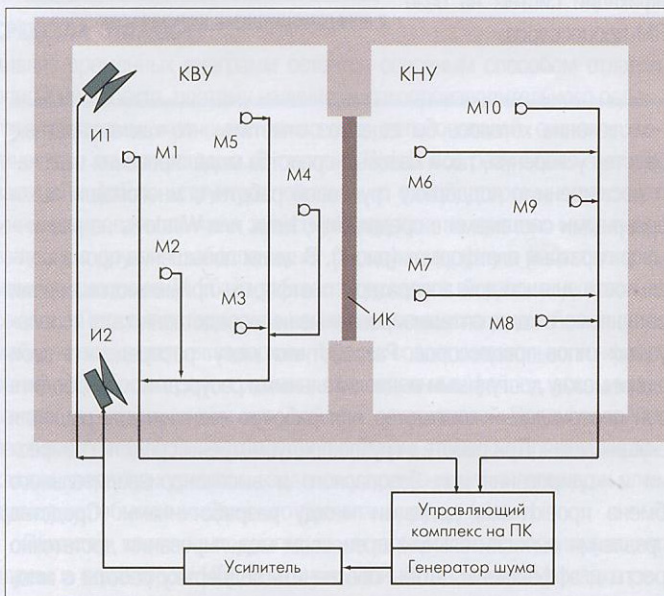 КВУ
КНУ
И1
М1
М5
М10
М4
М6
М9
М2
М7
М3
ИК
М8
И2
Управляющий
комплекс на ПК
Усилитель
Генератор шума